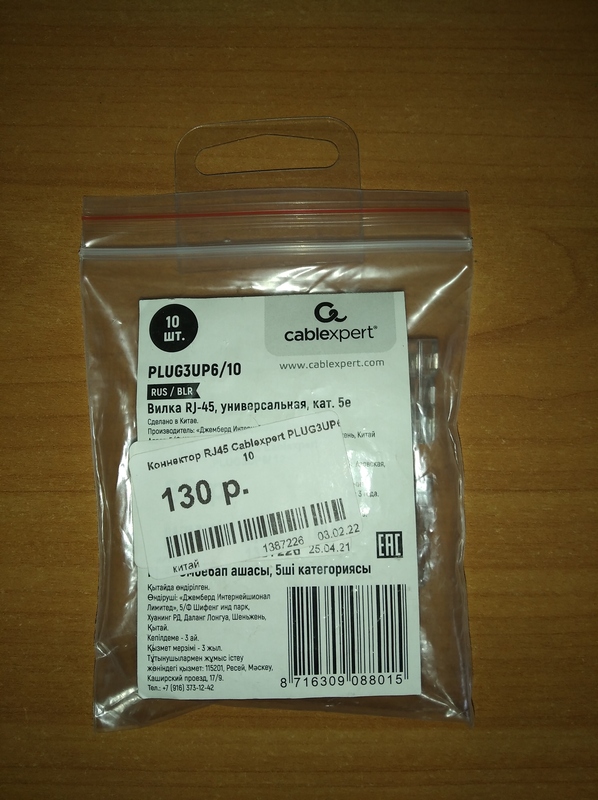 10
шт.
cablexpert®
www.cablexpert.com
PLUG3UP6/10
RUS / BLR
Вилка RJ-45, универсальная, кат. 5е
Сделано в Китае.
Производитель: «Джемберд
Китай
Коннектор RJ45 Cablexpert PLUG3UP6
10
130 р.
1387226 03.02.22
25.04.21
китай
EAC
ашасы, 5ші категориясы
Қытайда өндірілген.
Өндіруші: «Джемберд Интернейшионал
Лимитед», 5/Ф Шифенг инд парк,
Хуанинг РД, Даланг Лонгуа, Шеньжень,
Қытай.
Кепілдеме - 3 ай.
Қызмет мерзімі - 3 жыл.
Тұтынушылармен жұмыс істеу
жөніндегі қызмет: 115201, Ресей, Мәскеу,
Каширский проезд, 17/9.
Тел.: +7 (916) 373-12-42
8 716309 088015